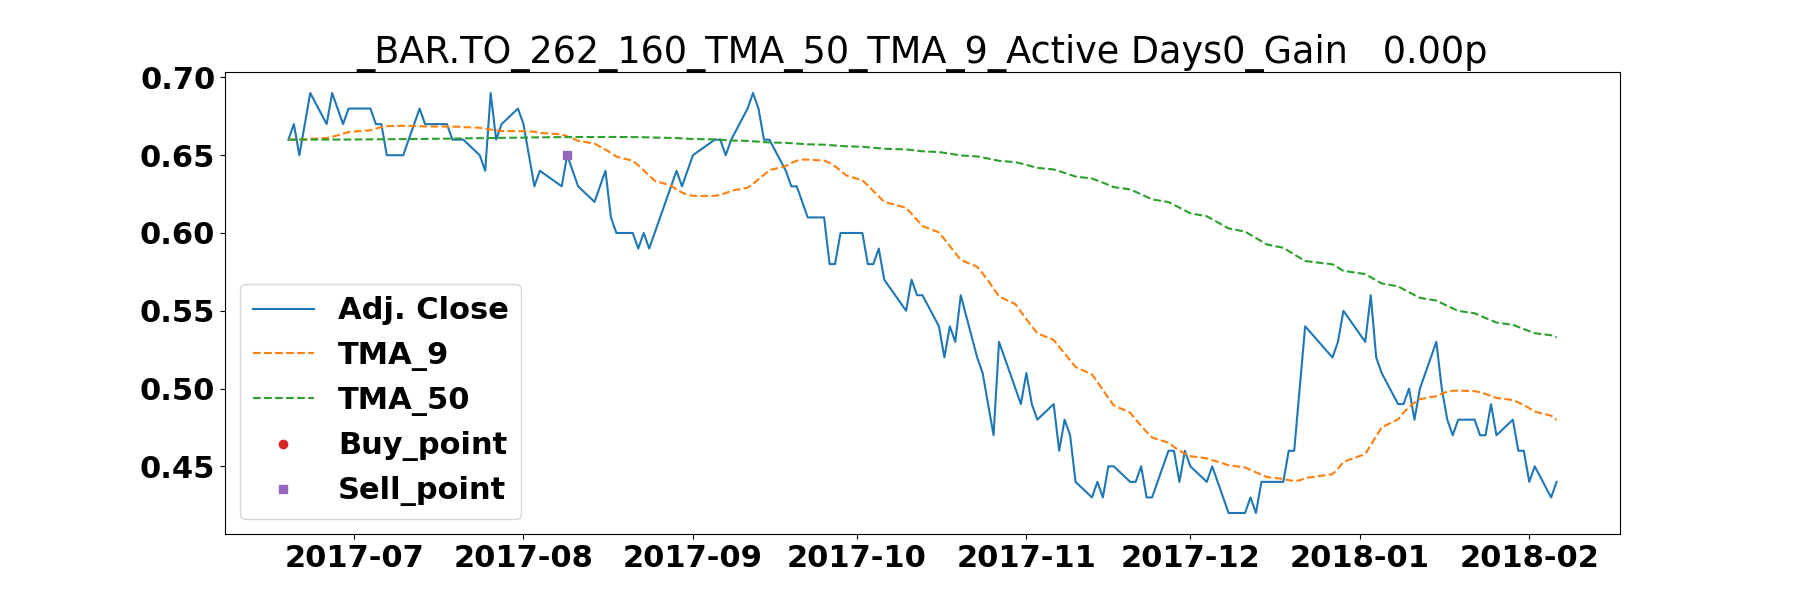 _BAR.TO_262_160_TMA_50_TMA_9_Active Days0_Gain   0.00p
0.70
0.65
0.60
0.55
0.50
0.45
Adj. Close
TMA_9
TMA_50
Buy_point
Sell_point
2017-07 2017-08 2017-09 2017-10 2017-11 2017-12 2018-01 2018-02